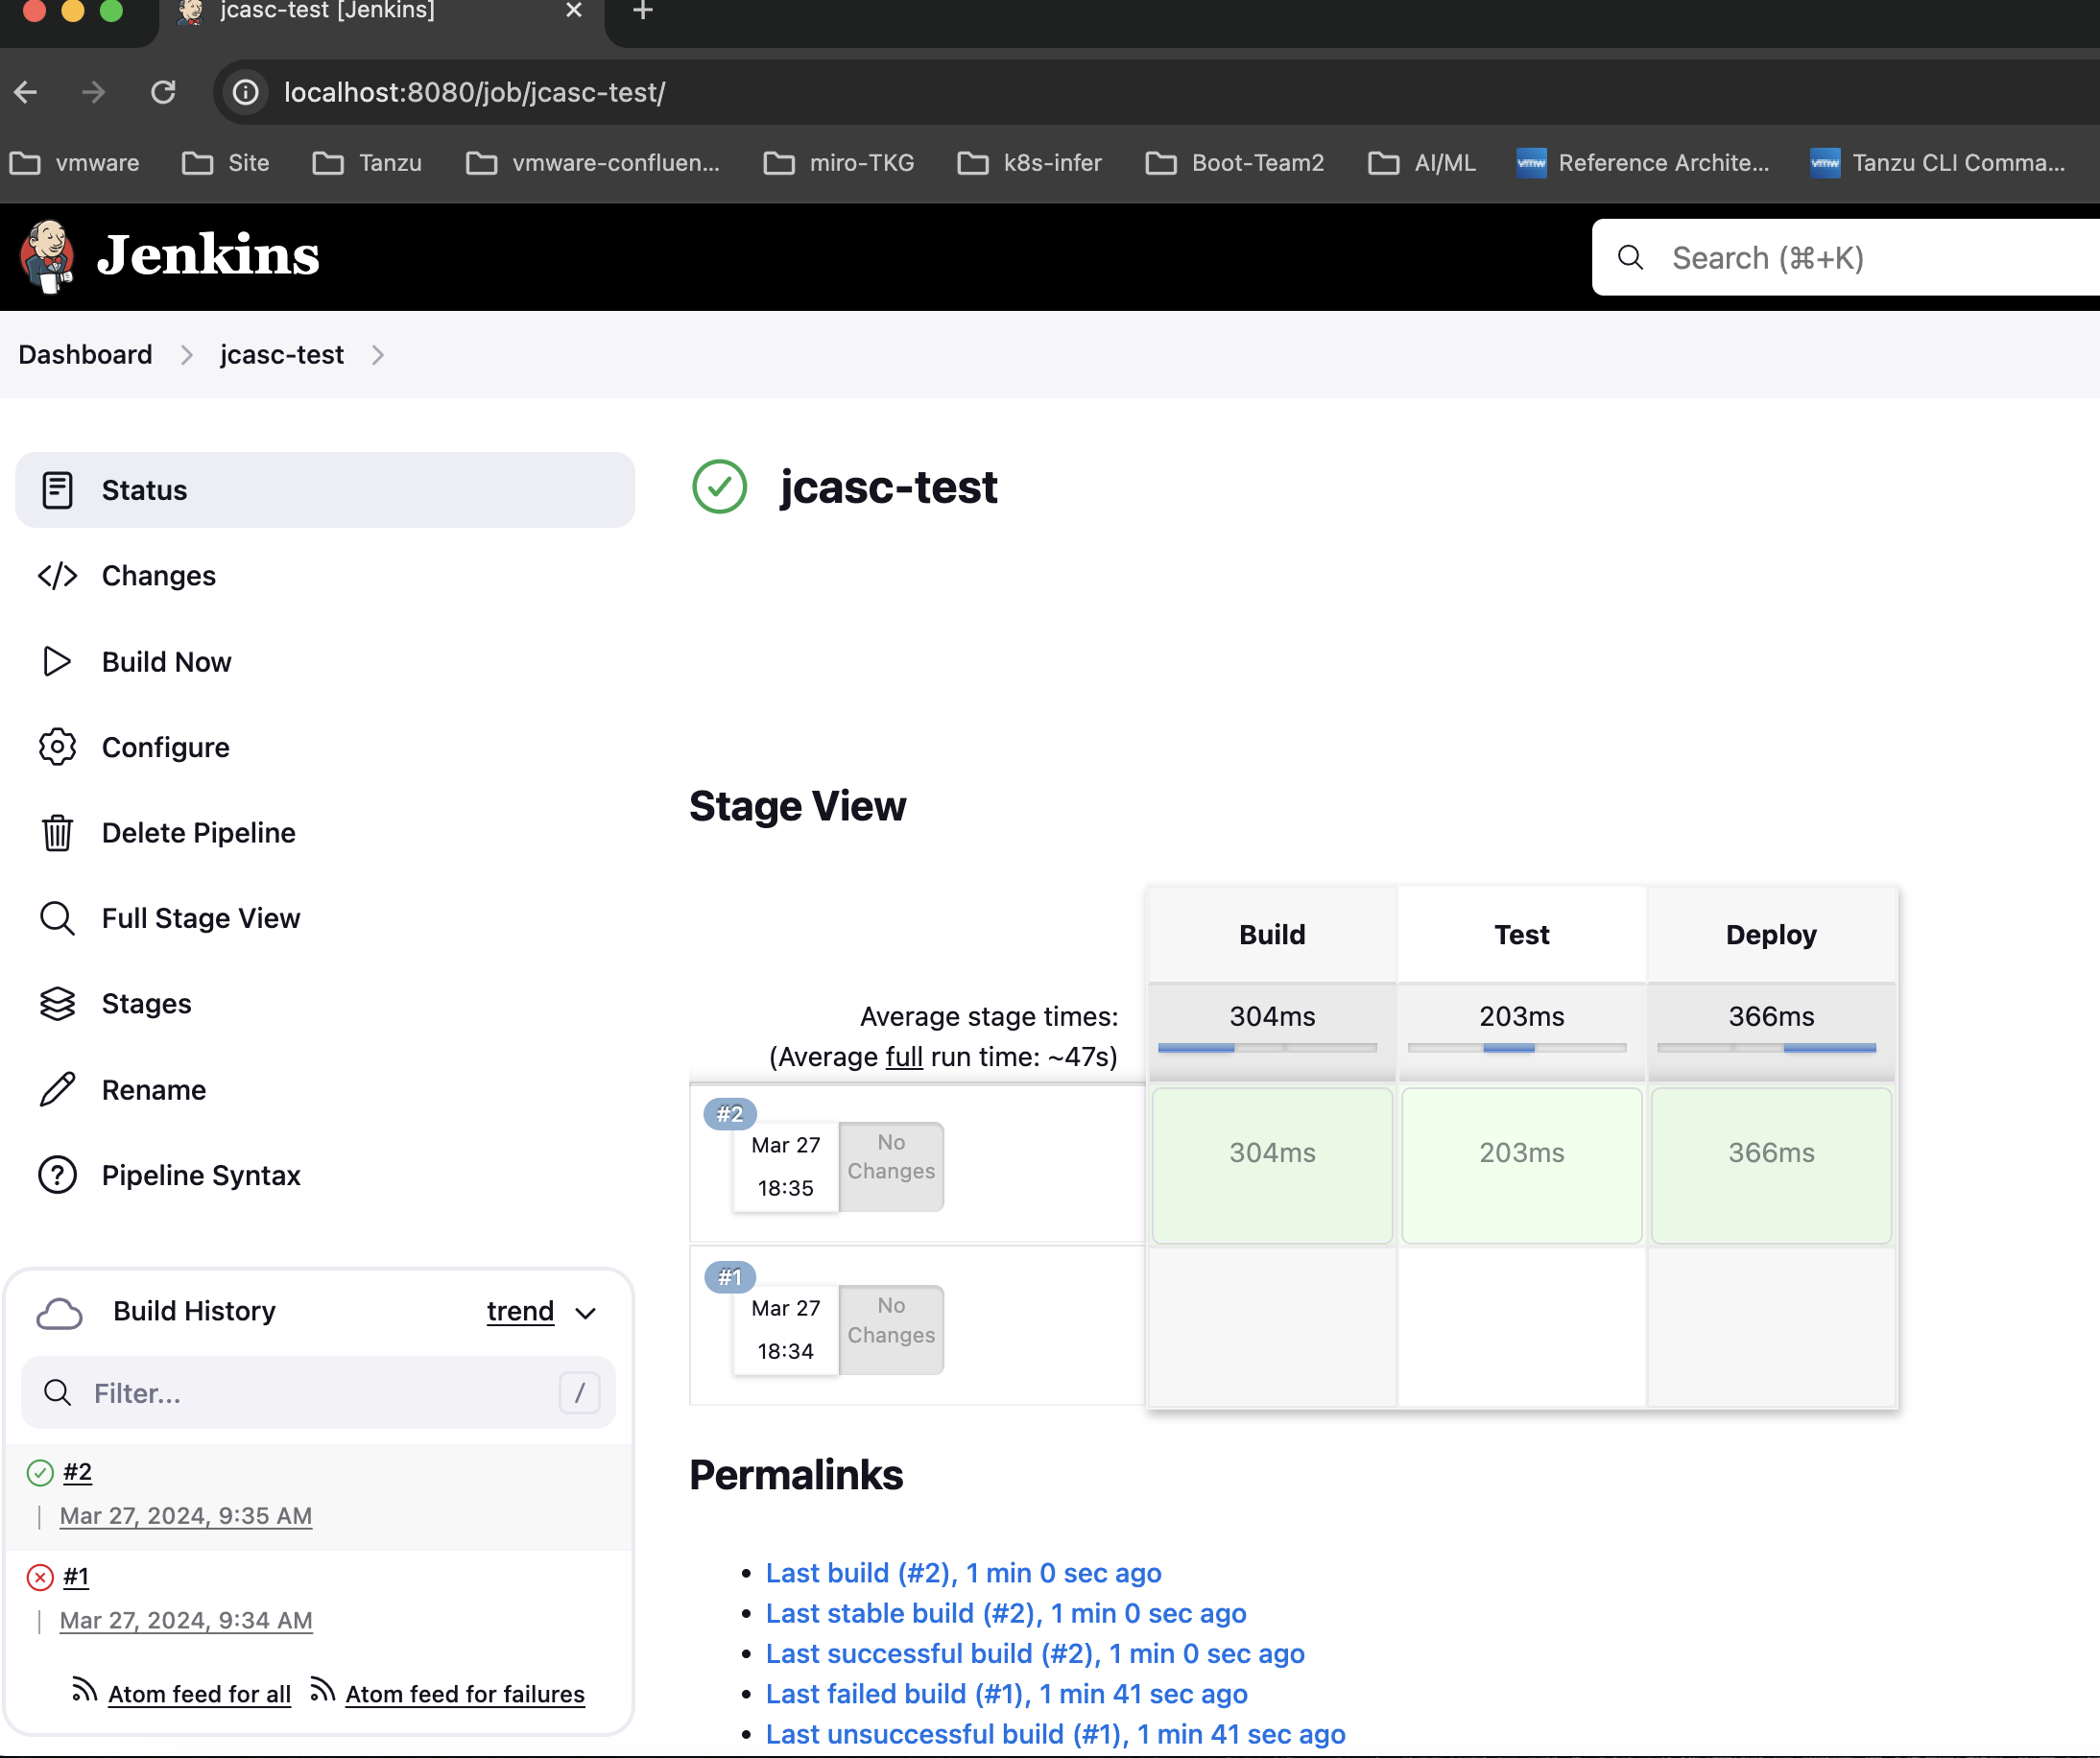 jcasc-test [Jenkins]
localhost:8080/job/jcasc-test/
vmware Site Tanzu vmware-confluen... miro-TKG k8s-infer Boot-Team2 AI/ML vmw Reference Archite... vmw Tanzu CLI Comma...
Jenkins
Search (⌘+K)
Dashboard jcasc-test
Status
Changes
Build Now
Configure
Delete Pipeline
Full Stage View
Stages
Rename
Pipeline Syntax
Build History trend
Filter... /
#2
Mar 27, 2024, 9:35 AM
#1
Mar 27, 2024, 9:34 AM
Atom feed for all Atom feed for failures
jcasc-test
Stage View
Build Test Deploy
Average stage times: 304ms 203ms 366ms
(Average full run time: ~47s)
#2
Mar 27
18:35
No
Changes
304ms 203ms 366ms
#1
Mar 27
18:34
No
Changes
Permalinks
• Last build (#2), 1 min 0 sec ago
• Last stable build (#2), 1 min 0 sec ago
• Last successful build (#2), 1 min 0 sec ago
• Last failed build (#1), 1 min 41 sec ago
• Last unsuccessful build (#1), 1 min 41 sec ago